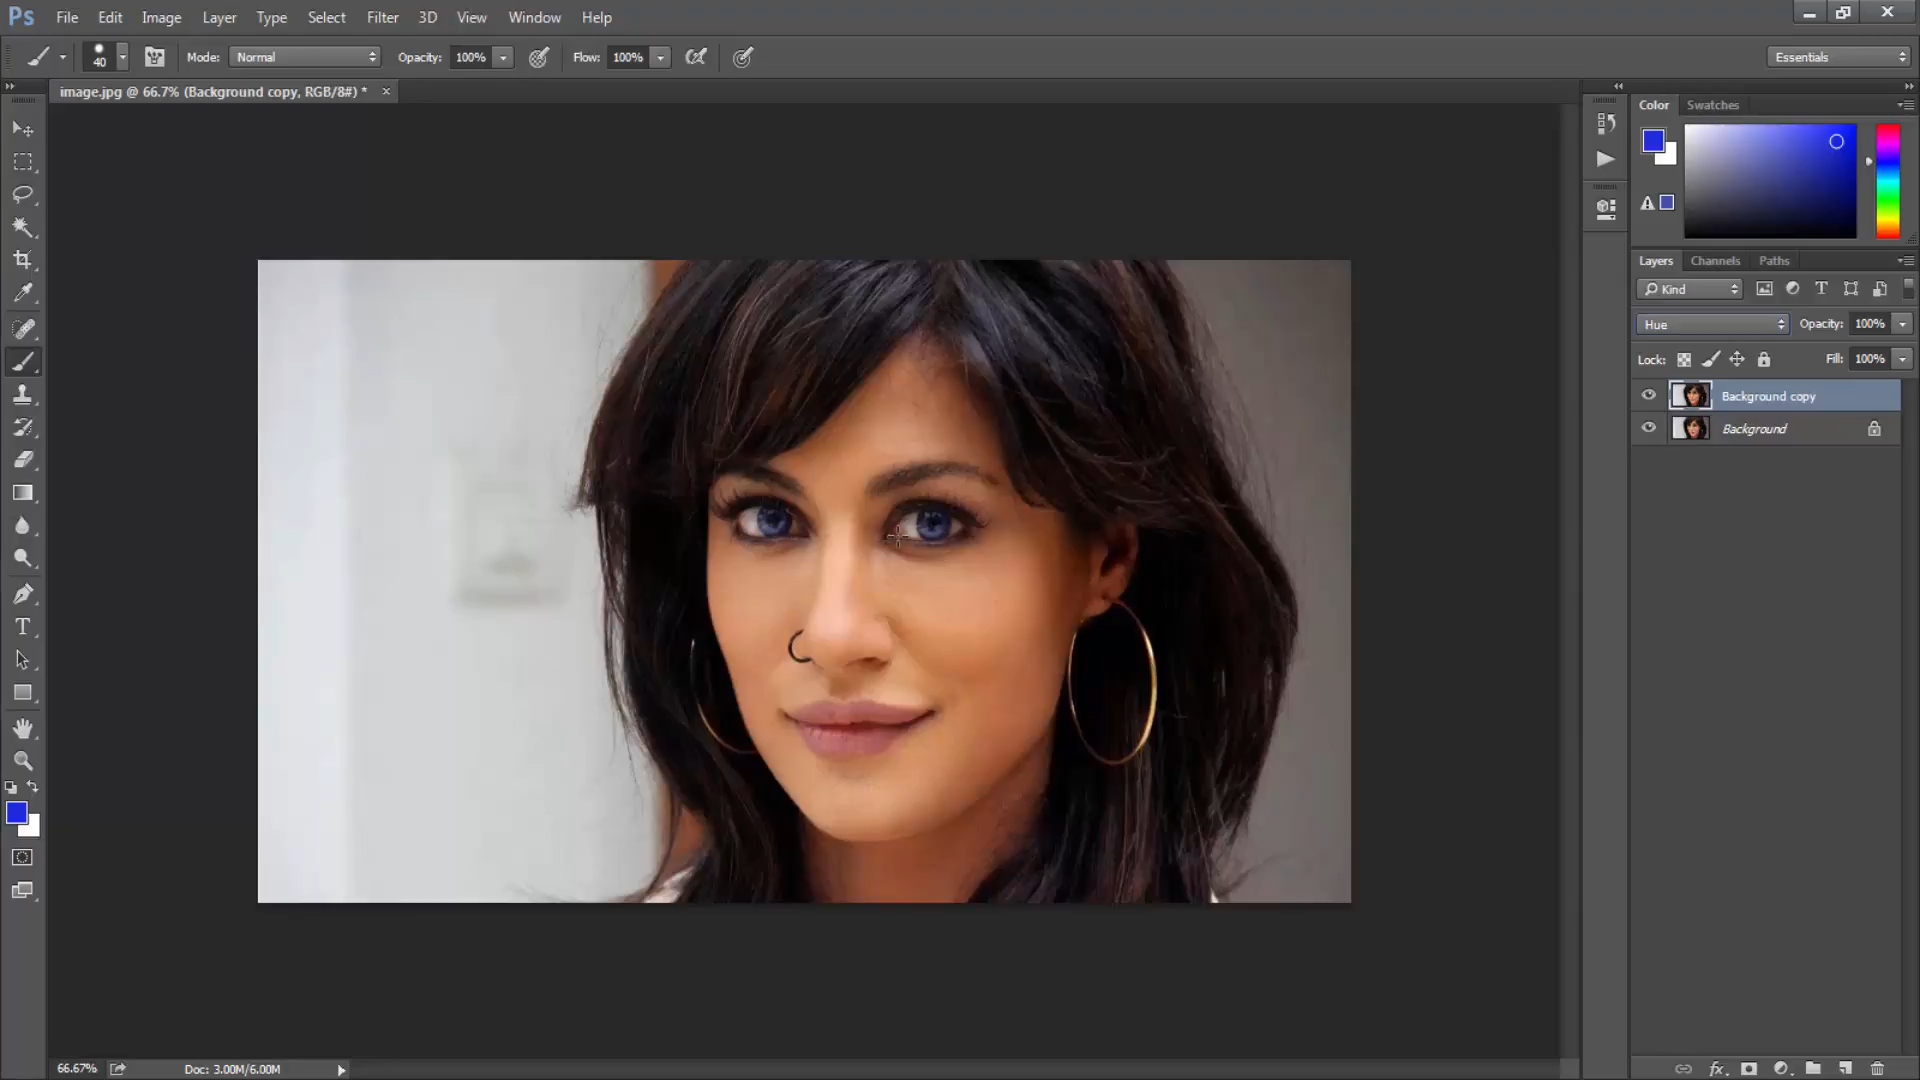 Ps File Edit Image Layer Type Select Filter 3D View Window Help
40 Mode: Normal Opacity: 100% Flow: 100% Essentials
image.jpg @ 66.7% (Background copy, RGB/8#) * ×
Color Swatches
Layers Channels Paths
Kind
Hue Opacity: 100%
Lock: Fill: 100%
Background copy
Background
66.67% Doc: 3.00M/6.00M